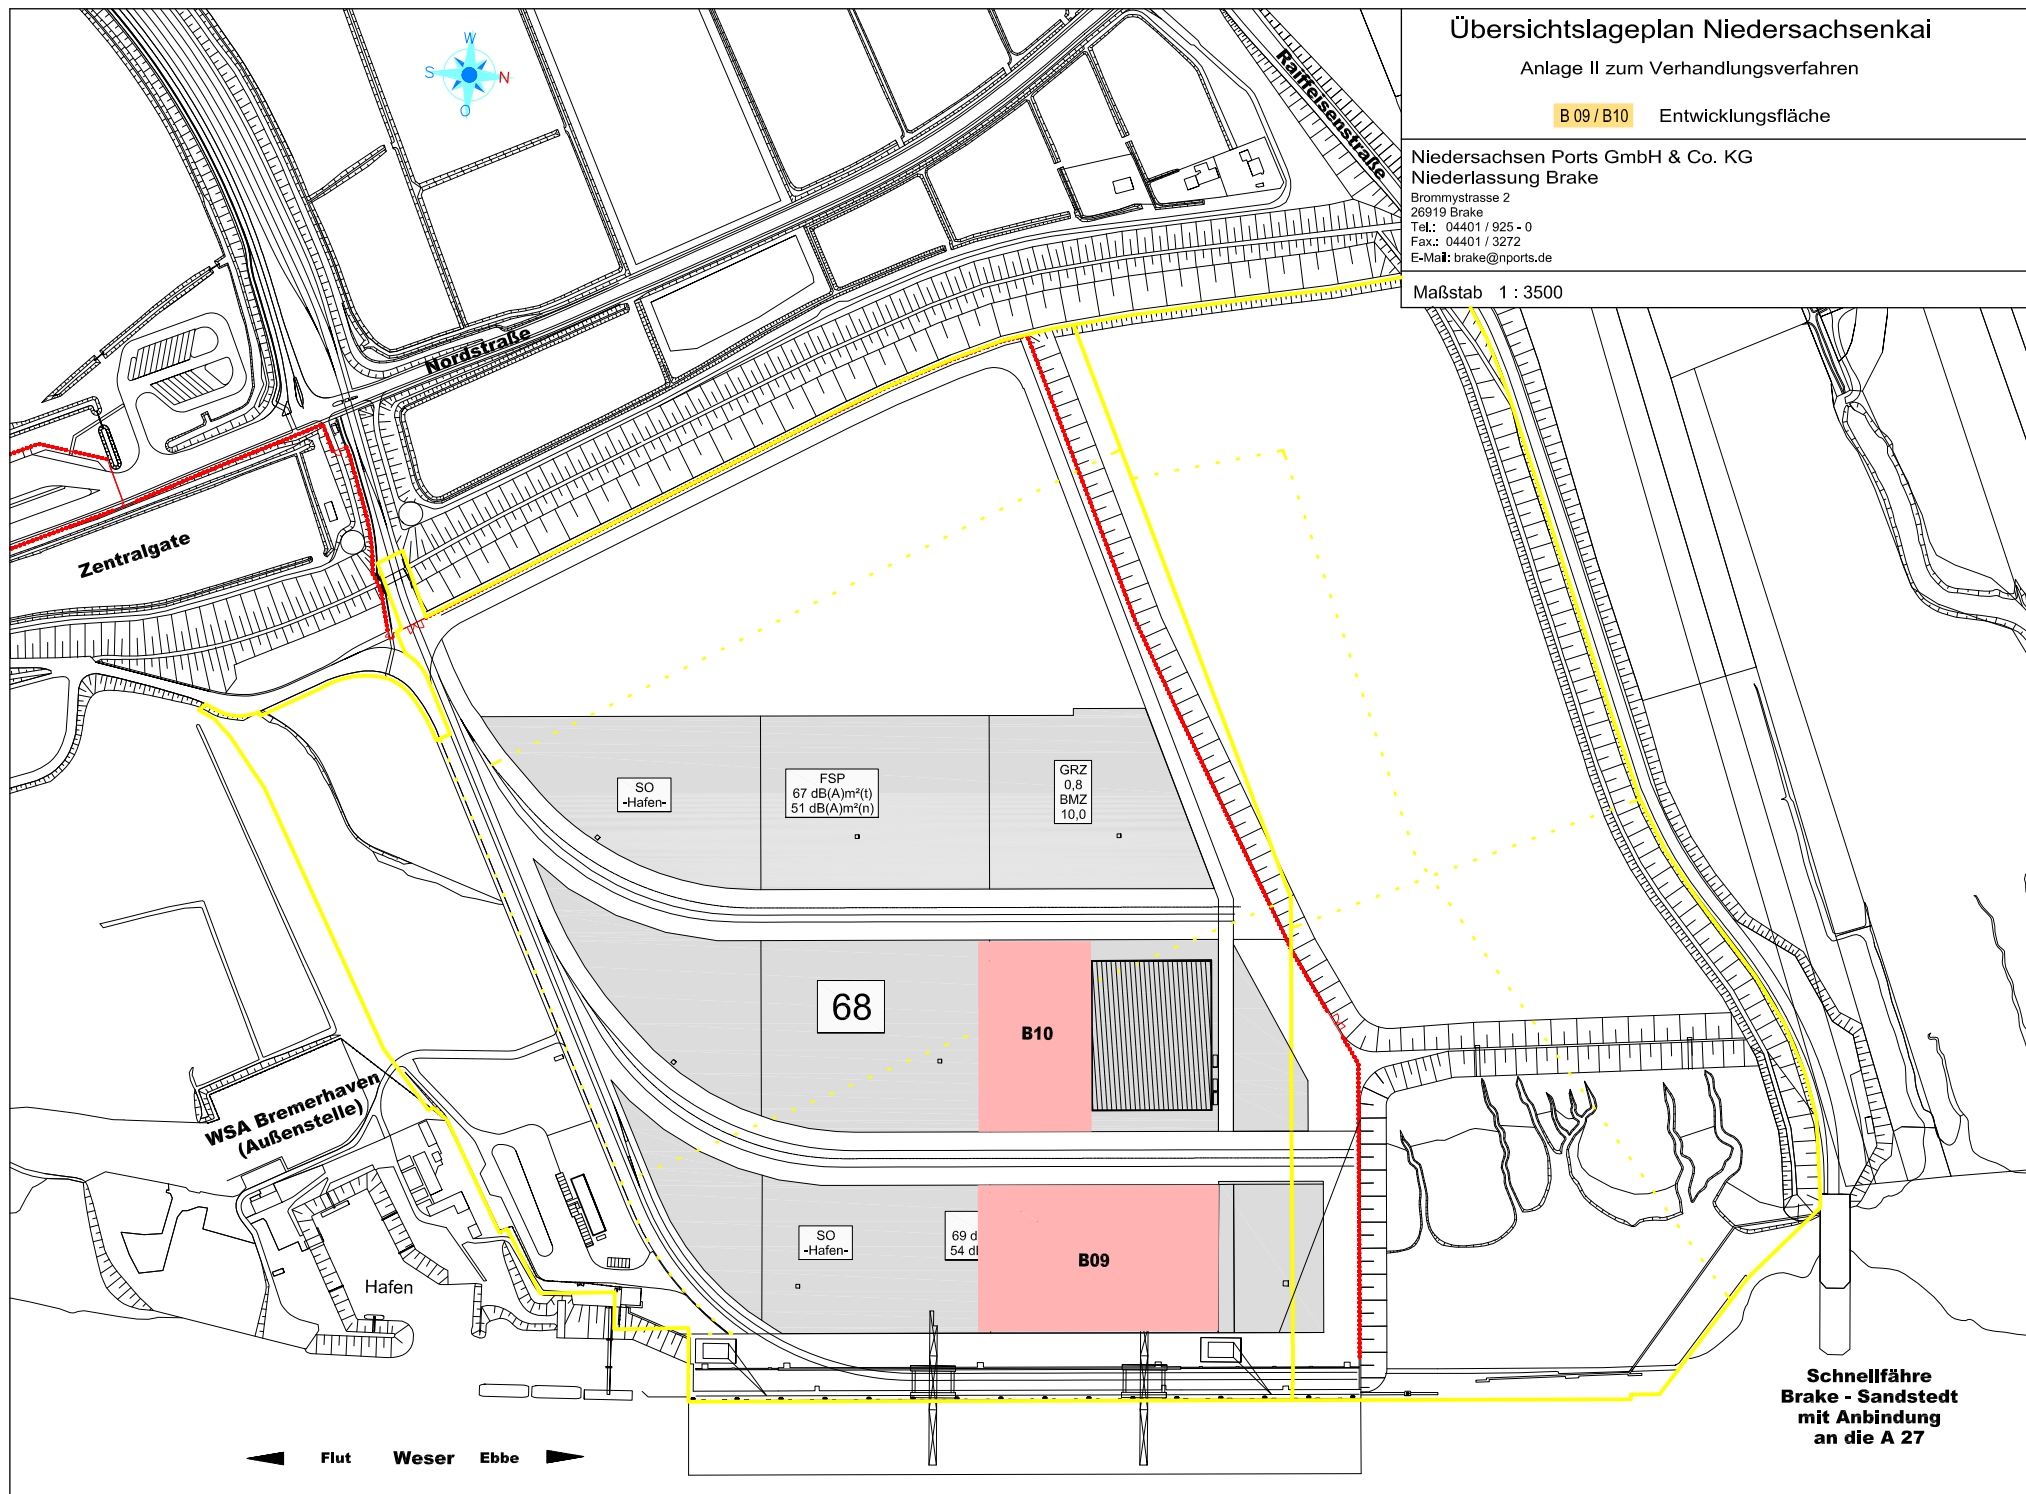 Übersichtslageplan Niedersachsenkai
Anlage II zum Verhandlungsverfahren
B 09 / B10 Entwicklungsfläche
Niedersachsen Ports GmbH & Co. KG
Niederlassung Brake
Brommystrasse 2
26919 Brake
Tel.: 04401 / 925 - 0
Fax.: 04401 / 3272
E-Mail: brake@nports.de
Maßstab 1 : 3500
W
S
N
O
Raiffeisenstraße
Nordstraße
Zentralgate
SO
-Hafen-
FSP
67 dB(A)m²(t)
51 dB(A)m²(n)
GRZ
0,8
BMZ
10,0
68
B10
WSA Bremerhaven
(Außenstelle)
SO
-Hafen-
69 d
54 d
B09
Hafen
Schnellfähre
Brake - Sandstedt
mit Anbindung
an die A 27
Flut Weser Ebbe